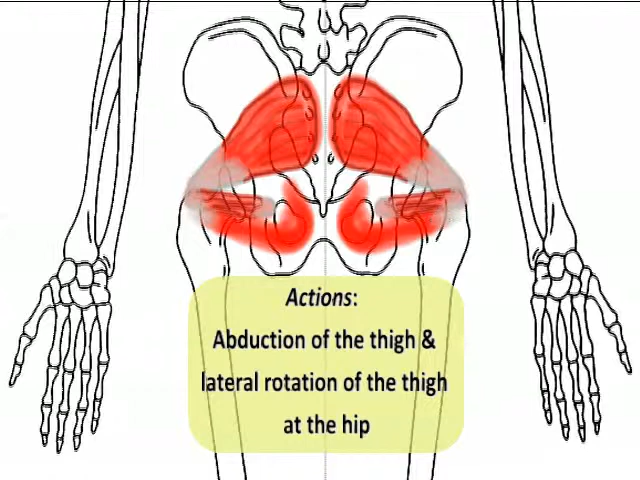 Actions:
Abduction of the thigh &
lateral rotation of the thigh
at the hip